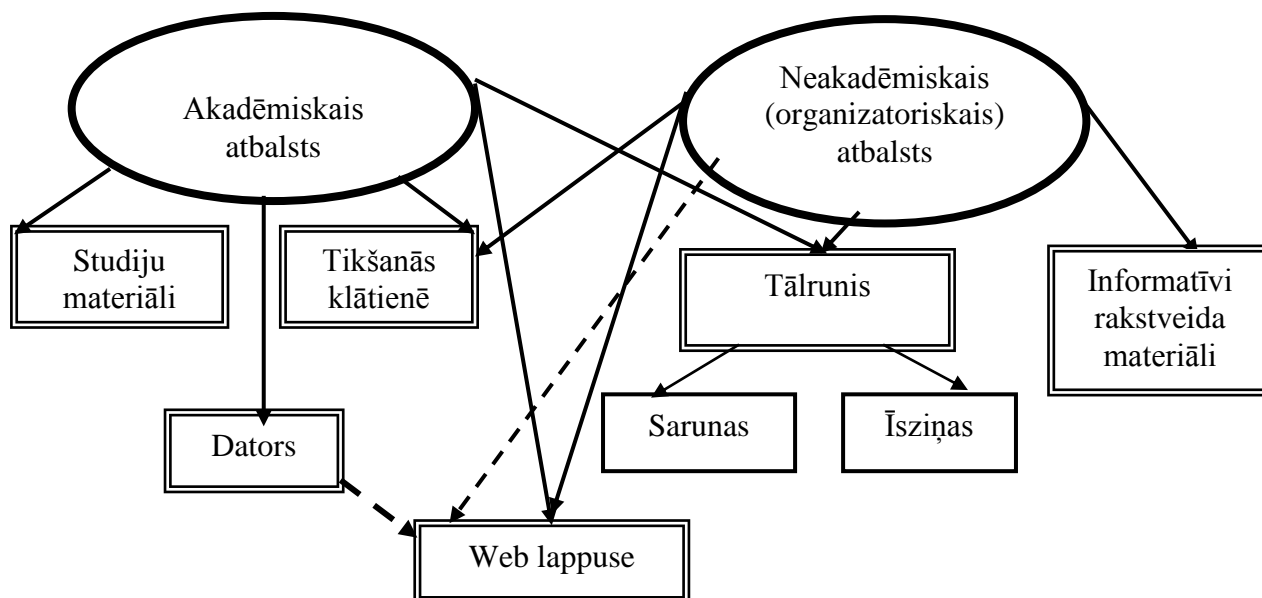 Akadēmiskais
atbalsts
Neakadēmiskais
(organizatoriskais)
atbalsts
Studiju
materiāli
Tikšanās
klātienē
Tālrunis
Informatīvi
rakstveida
materiāli
Dators
Sarunas
Īsziņas
Web lappuse